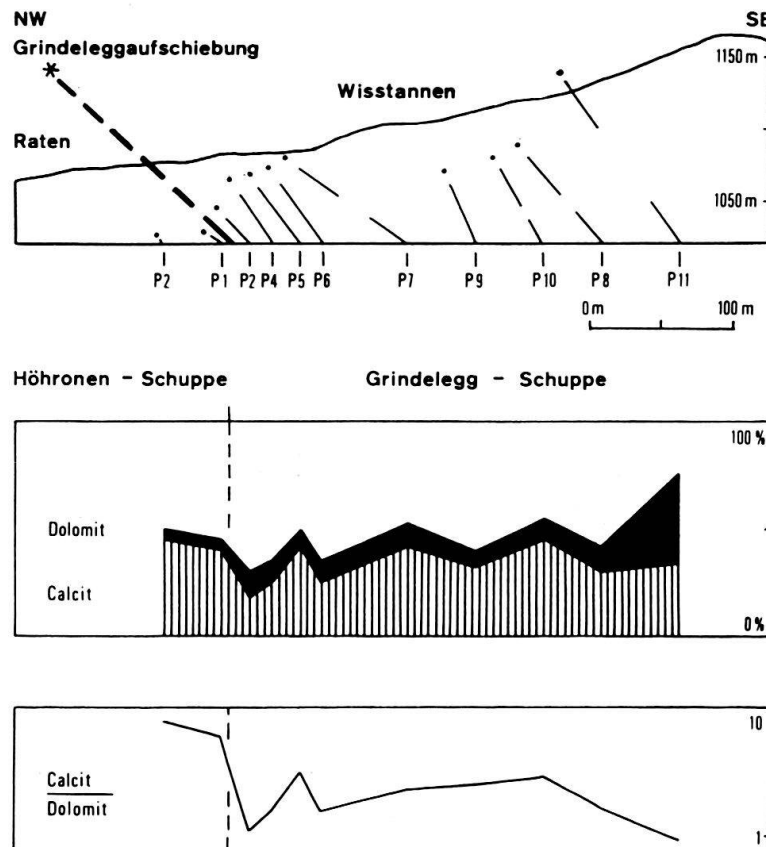 NW SE
Grindeleggaufschiebung
1150 m
Wisstannen
Raten
1050 m
P2 P1 P2 P4 P5 P6 P7 P9 P10 P8 P11
0 m 100 m
Höhronen - Schuppe Grindelegg - Schuppe
100 %
Dolomit
Calcit
0 %
10
Calcit
Dolomit
1